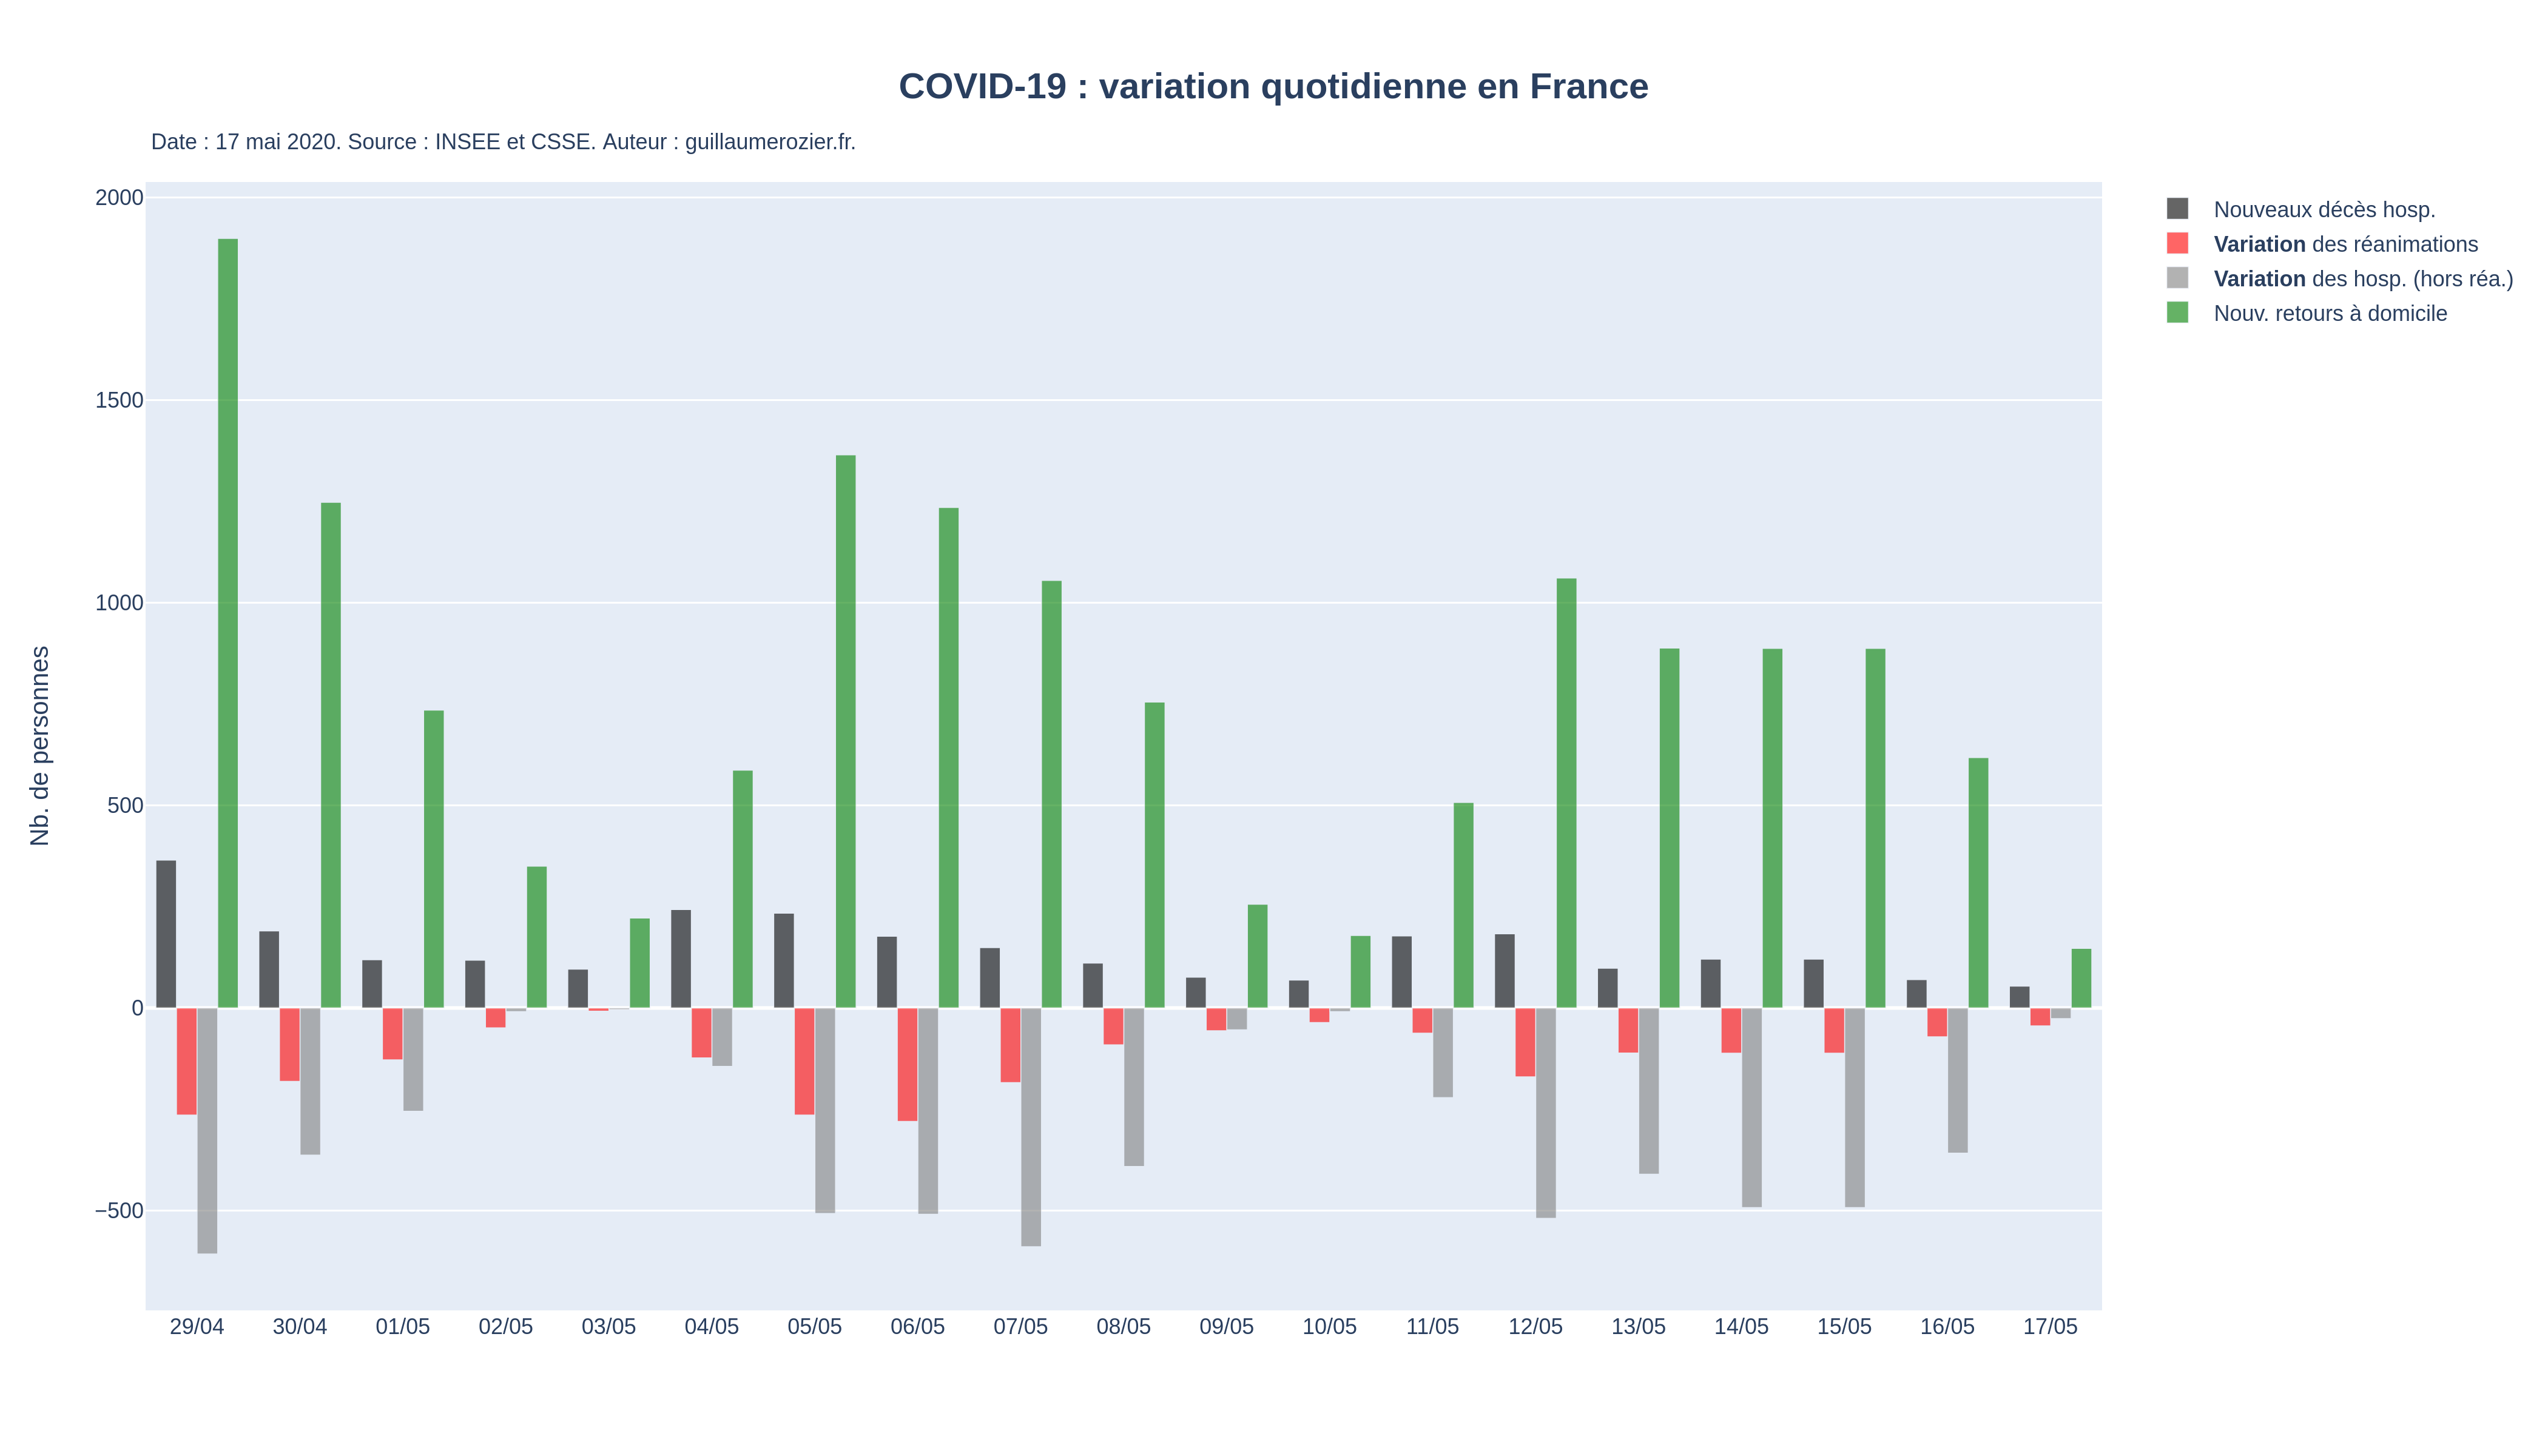 COVID-19 : variation quotidienne en France
Date : 17 mai 2020. Source : INSEE et CSSE. Auteur : guillaumerozier.fr.
Nouveaux décès hosp.
Variation des réanimations
Variation des hosp. (hors réa.)
Nouv. retours à domicile
Nb. de personnes
2000
1500
1000
500
0
−500
29/04 30/04 01/05 02/05 03/05 04/05 05/05 06/05 07/05 08/05 09/05 10/05 11/05 12/05 13/05 14/05 15/05 16/05 17/05